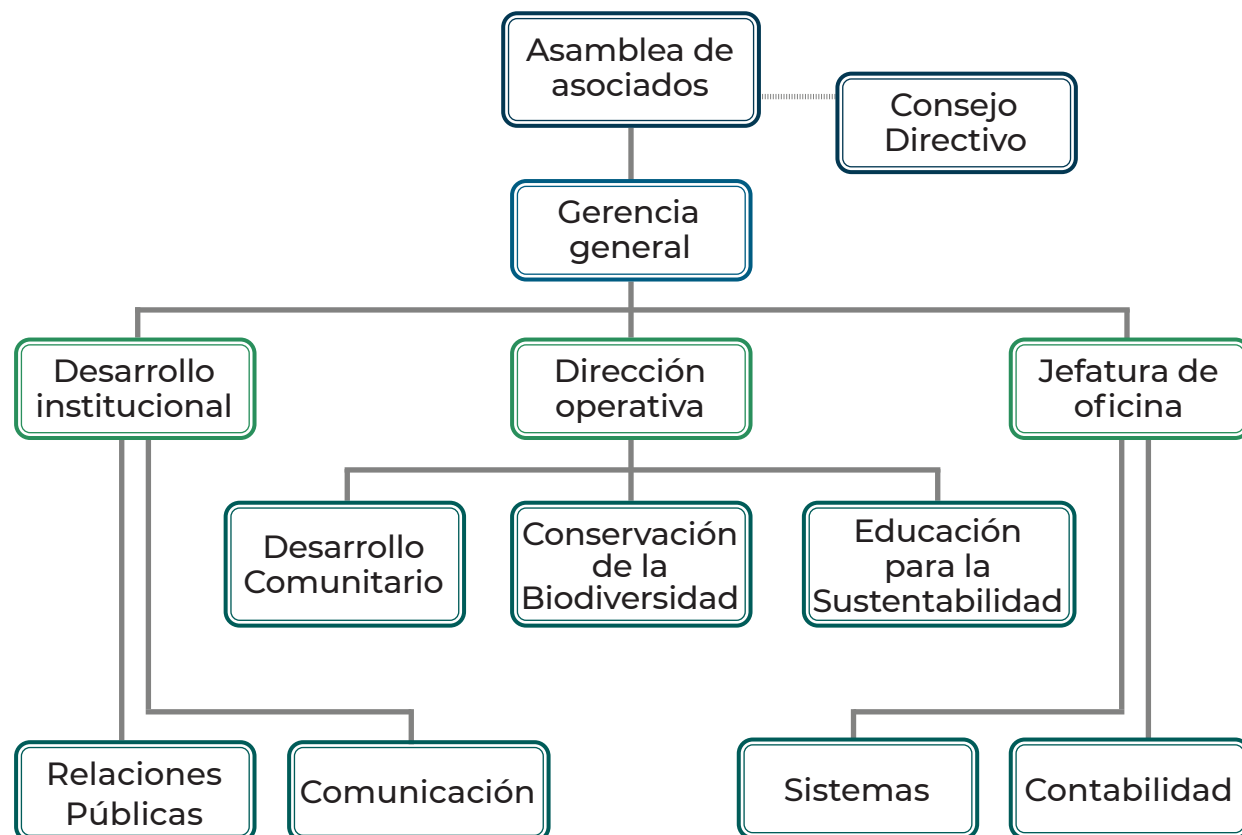 Asamblea de
asociados
Consejo
Directivo
Gerencia
general
Desarrollo
institucional
Dirección
operativa
Jefatura de
oficina
Desarrollo
Comunitario
Conservación
de la
Biodiversidad
Educación
para la
Sustentabilidad
Relaciones
Públicas
Comunicación
Sistemas
Contabilidad